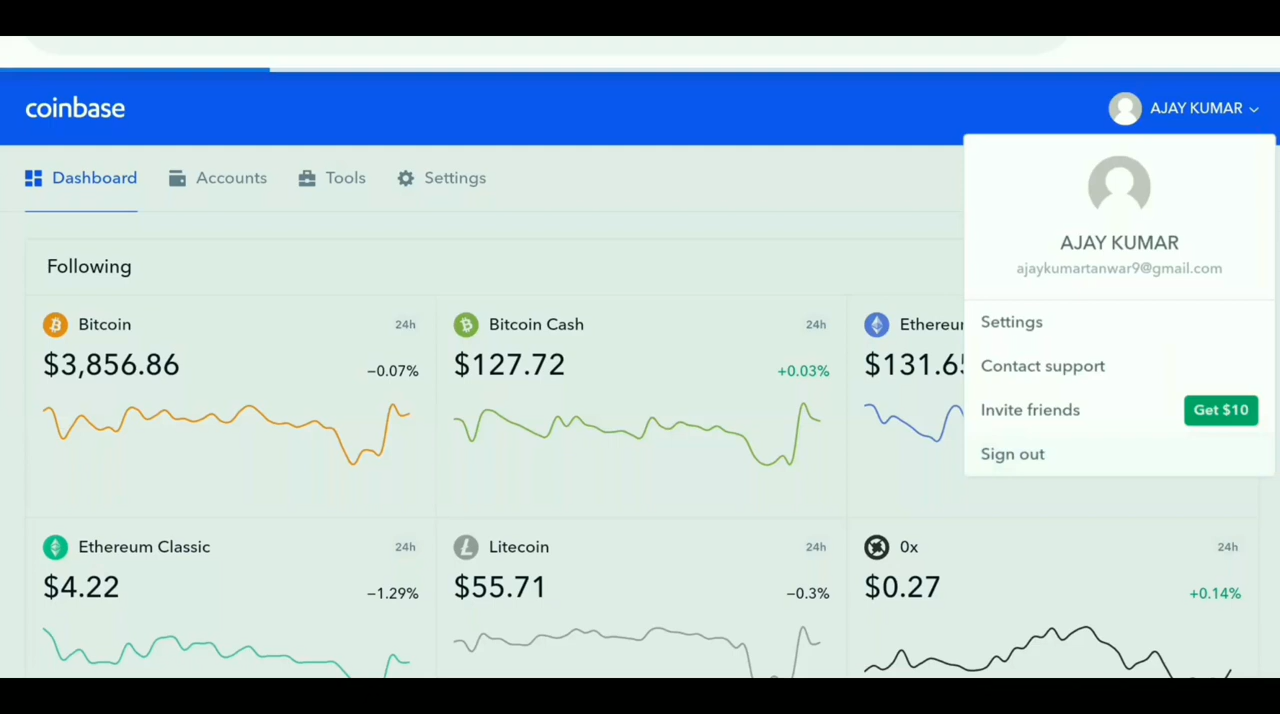 coinbase
AJAY KUMAR
Dashboard Accounts Tools Settings
AJAY KUMAR
ajaykumartanwar9@gmail.com
Settings
Contact support
Invite friends Get $10
Sign out
Following
Bitcoin 24h
$3,856.86 −0.07%
Bitcoin Cash 24h
$127.72 +0.03%
$131.65
Ethereum Classic 24h
$4.22 −1.29%
Litecoin 24h
$55.71 −0.3%
0x 24h
$0.27 +0.14%